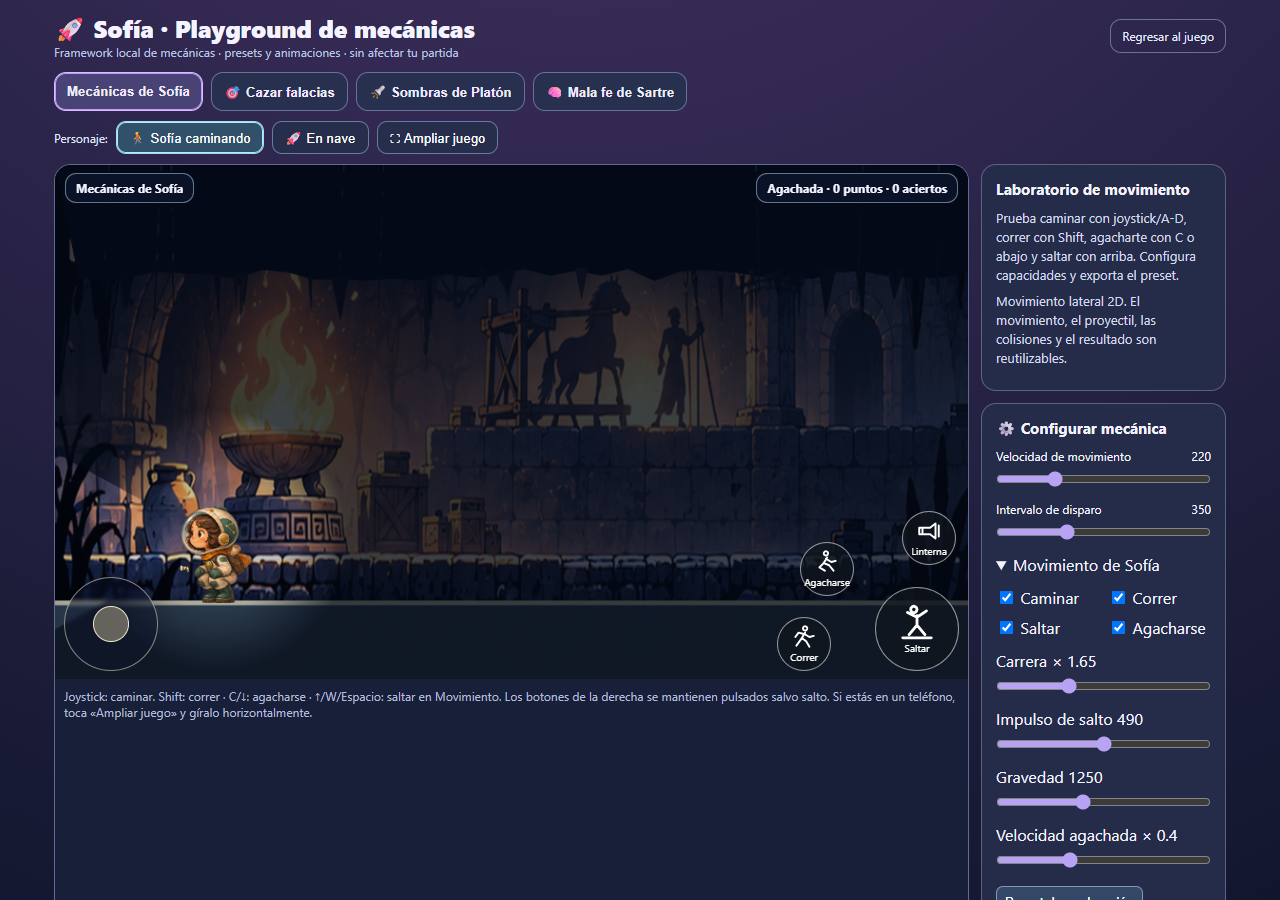 🚀 Sofía · Playground de mecánicas
Framework local de mecánicas · presets y animaciones · sin afectar tu partida
Regresar al juego
Mecánicas de Sofía
🎯 Cazar falacias
🚀 Sombras de Platón
🧠 Mala fe de Sartre
Personaje:
🚶 Sofía caminando
🚀 En nave
⛶ Ampliar juego
Mecánicas de Sofía
Agachada · 0 puntos · 0 aciertos
Linterna
Agacharse
Correr
Saltar
Joystick: caminar. Shift: correr · C/↓: agacharse · ↑/W/Espacio: saltar en Movimiento. Los botones de la derecha se mantienen pulsados salvo salto. Si estás en un teléfono,
toca «Ampliar juego» y gíralo horizontalmente.
Laboratorio de movimiento
Prueba caminar con joystick/A-D,
correr con Shift, agacharte con C o
abajo y saltar con arriba. Configura
capacidades y exporta el preset.
Movimiento lateral 2D. El
movimiento, el proyectil, las
colisiones y el resultado son
reutilizables.
⚙️ Configurar mecánica
Velocidad de movimiento 220
Intervalo de disparo 350
▼ Movimiento de Sofía
Caminar
Correr
Saltar
Agacharse
Carrera × 1.65
Impulso de salto 490
Gravedad 1250
Velocidad agachada × 0.4